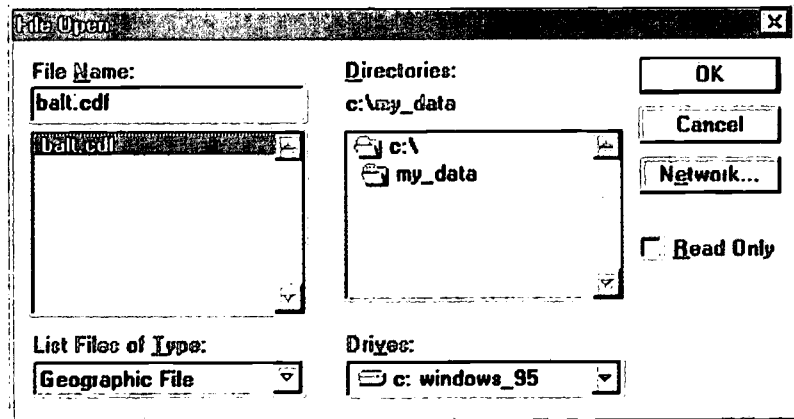 File Open
File Name:
balt.cdf
balt.cdf
List Files of Type:
Geographic File
Directories:
c:\my_data
c:\
my_data
Drives:
c: windows_95
OK
Cancel
Network...
Read Only